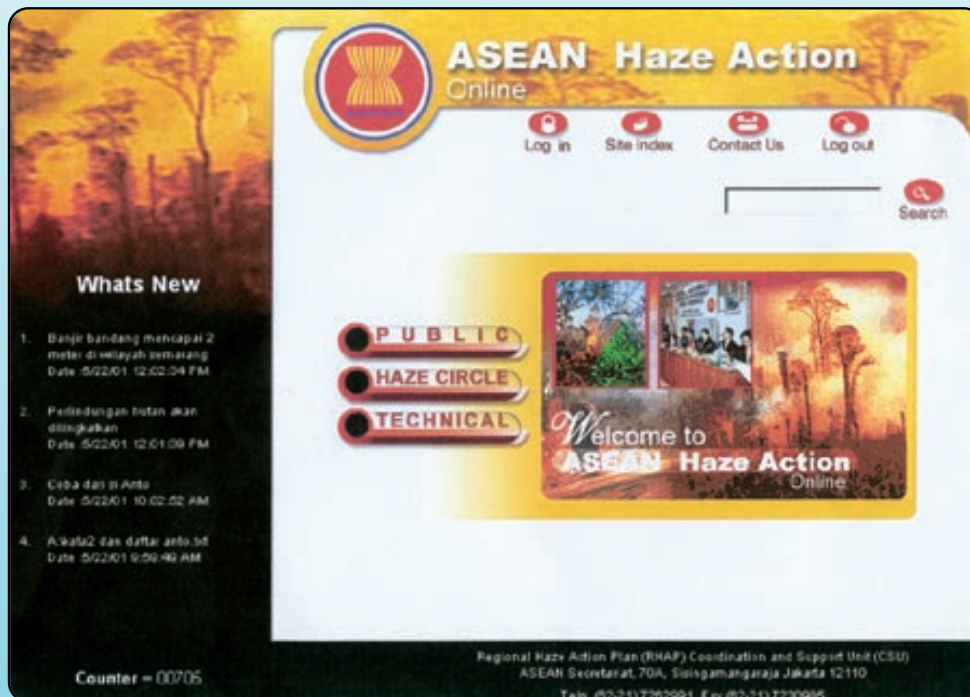 ASEAN Haze Action
Online
Log in
Site Index
Contact Us
Log out
Search
Whats New
1. Banjir bandang mencapai 2
meter di wilayah semarang
Date :5/22/01 12:02:34 PM
2. Perlindungan hutan akan
ditingkatkan
Date :5/22/01 12:01:09 PM
3. Coba dari si Anto
Date :5/22/01 10:02:52 AM
4. dan daftar anto.txt
Date :5/22/01 9:59:49 AM
PUBLIC
HAZE CIRCLE
TECHNICAL
Welcome to
ASEAN Haze Action
Online
Counter = 00705
Regional Haze Action Plan (RHAP) Coordination and Support Unit (CSU)
ASEAN Secretariat, 70A, Sisingamangaraja Jakarta 12110